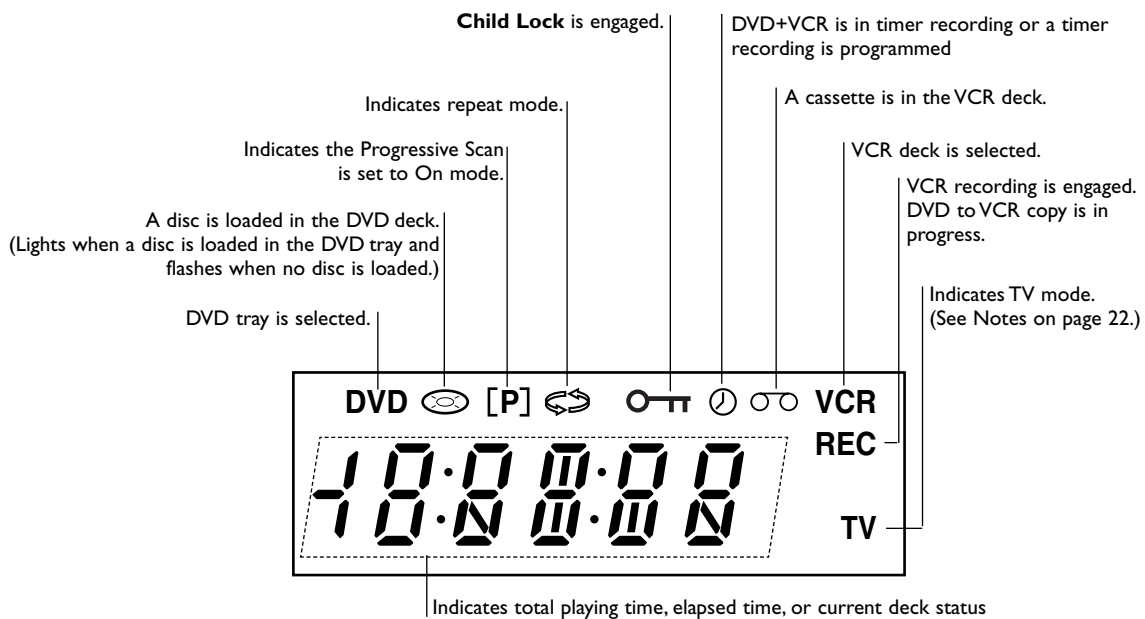 Child Lock is engaged.
DVD+VCR is in timer recording or a timer
recording is programmed
Indicates repeat mode.
A cassette is in the VCR deck.
Indicates the Progressive Scan
is set to On mode.
VCR deck is selected.
A disc is loaded in the DVD deck.
(Lights when a disc is loaded in the DVD tray and
flashes when no disc is loaded.)
VCR recording is engaged.
DVD to VCR copy is in
progress.
DVD tray is selected.
Indicates TV mode.
(See Notes on page 22.)
DVD [P] VCR
REC
TV
Indicates total playing time, elapsed time, or current deck status